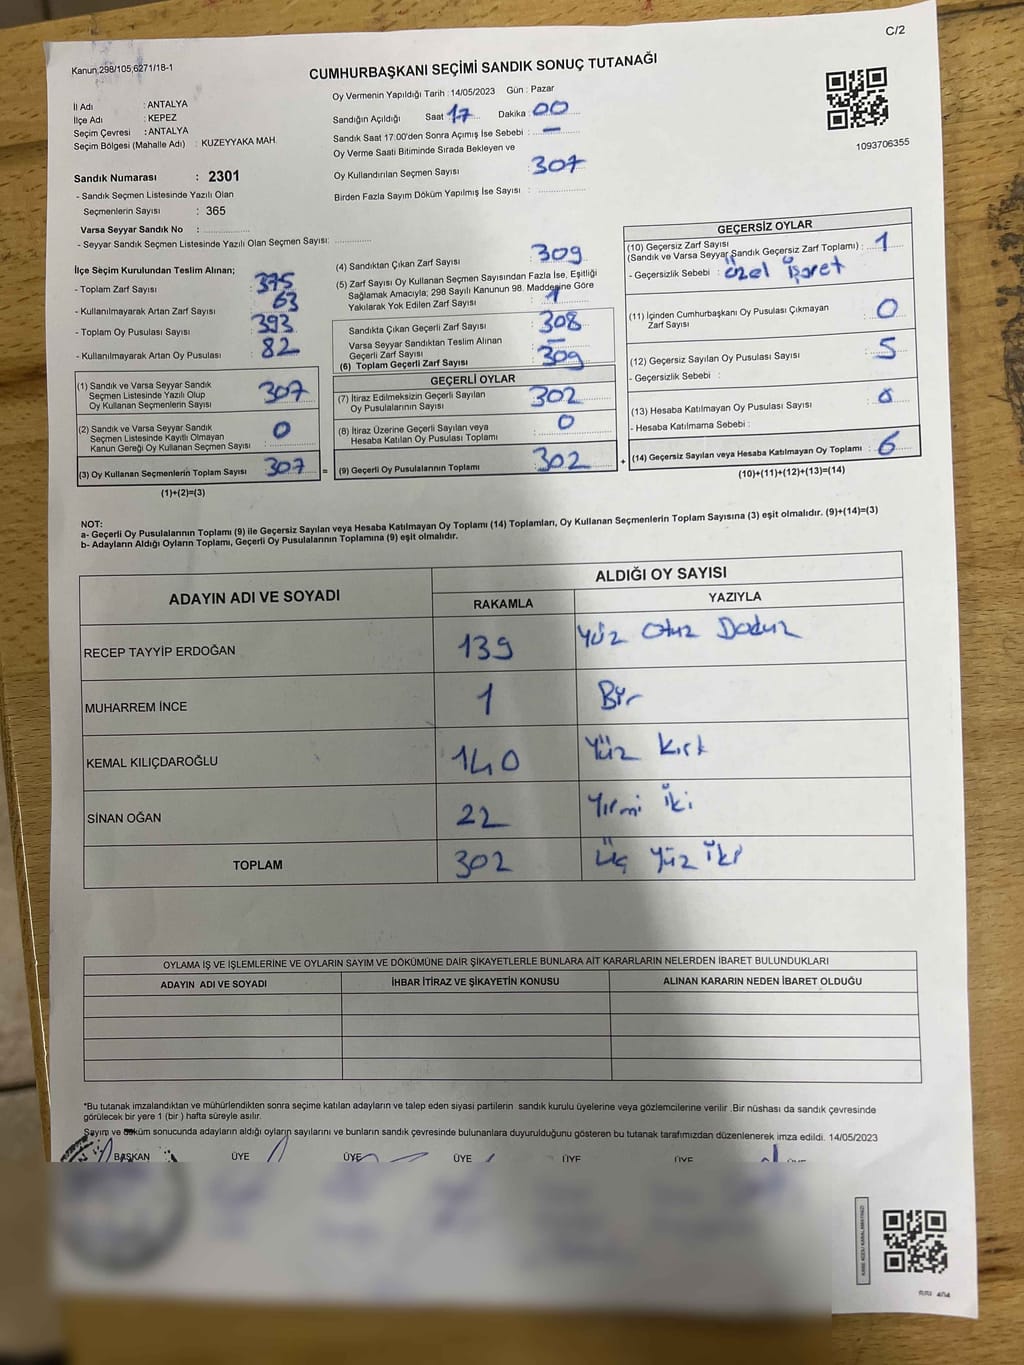 C/2
Kanun,298/105,6271/18-1
CUMHURBAŞKANI SEÇİMİ SANDIK SONUÇ TUTANAĞI
1093706355
İl Adı : ANTALYA
İlçe Adı : KEPEZ
Seçim Çevresi : ANTALYA
Seçim Bölgesi (Mahalle Adı) : KUZEYYAKA MAH.
Sandık Numarası : 2301
- Sandık Seçmen Listesinde Yazılı Olan
Seçmenlerin Sayısı : 365
Varsa Seyyar Sandık No :
- Seyyar Sandık Seçmen Listesinde Yazılı Olan Seçmen Sayısı:
Oy Vermenin Yapıldığı Tarih : 14/05/2023 Gün : Pazar
Sandığın Açıldığı Saat 17 Dakika 00
Sandık Saat 17:00'den Sonra Açımış İse Sebebi : —
Oy Verme Saati Bitiminde Sırada Bekleyen ve
Oy Kullandırılan Seçmen Sayısı : 307
Birden Fazla Sayım Döküm Yapılmış İse Sayısı :
İlçe Seçim Kurulundan Teslim Alınan;
- Toplam Zarf Sayısı : 375
- Kullanılmayarak Artan Zarf Sayısı : 63
- Toplam Oy Pusulası Sayısı : 393
- Kullanılmayarak Artan Oy Pusulası : 82
(1) Sandık ve Varsa Seyyar Sandık
Seçmen Listesinde Yazılı Olup
Oy Kullanan Seçmenlerin Sayısı : 307
(2) Sandık ve Varsa Seyyar Sandık
Seçmen Listesinde Kayıtlı Olmayan
Kanun Gereği Oy Kullanan Seçmen Sayısı : 0
(3) Oy Kullanan Seçmenlerin Toplam Sayısı : 307
(1)+(2)=(3)
=
(4) Sandıktan Çıkan Zarf Sayısı : 309
(5) Zarf Sayısı Oy Kullanan Seçmen Sayısından Fazla İse, Eşitliği
Sağlamak Amacıyla; 298 Sayılı Kanunun 98. Maddesine Göre
Yakılarak Yok Edilen Zarf Sayısı : 1
Sandıkta Çıkan Geçerli Zarf Sayısı : 308
Varsa Seyyar Sandıktan Teslim Alınan
Geçerli Zarf Sayısı : —
(6) Toplam Geçerli Zarf Sayısı : 309
GEÇERLİ OYLAR
(7) İtiraz Edilmeksizin Geçerli Sayılan
Oy Pusulalarının Sayısı : 302
(8) İtiraz Üzerine Geçerli Sayılan veya
Hesaba Katılan Oy Pusulası Toplamı : 0
(9) Geçerli Oy Pusulalarının Toplamı : 302
+
GEÇERSİZ OYLAR
(10) Geçersiz Zarf Sayısı
(Sandık ve Varsa Seyyar Sandık Geçersiz Zarf Toplamı) : 1
- Geçersizlik Sebebi : Özel İşaret
(11) İçinden Cumhurbaşkanı Oy Pusulası Çıkmayan
Zarf Sayısı : 0
(12) Geçersiz Sayılan Oy Pusulası Sayısı : 5
- Geçersizlik Sebebi :
(13) Hesaba Katılmayan Oy Pusulası Sayısı : 0
- Hesaba Katılmama Sebebi :
(14) Geçersiz Sayılan veya Hesaba Katılmayan Oy Toplamı : 6
(10)+(11)+(12)+(13)=(14)
NOT:
a- Geçerli Oy Pusulalarının Toplamı (9) ile Geçersiz Sayılan veya Hesaba Katılmayan Oy Toplamı (14) Toplamları, Oy Kullanan Seçmenlerin Toplam Sayısına (3) eşit olmalıdır. (9)+(14)=(3)
b- Adayların Aldığı Oyların Toplamı, Geçerli Oy Pusulalarının Toplamına (9) eşit olmalıdır.
ADAYIN ADI VE SOYADI
ALDIĞI OY SAYISI
RAKAMLA YAZIYLA
RECEP TAYYİP ERDOĞAN 139 Yüz Otuz Dokuz
MUHARREM İNCE 1 Bir
KEMAL KILIÇDAROĞLU 140 Yüz Kırk
SİNAN OĞAN 22 Yırmi İki
TOPLAM 302 Üç Yüz İki
OYLAMA İŞ VE İŞLEMLERİNE VE OYLARIN SAYIM VE DÖKÜMÜNE DAİR ŞİKAYETLERLE BUNLARA AİT KARARLARIN NELERDEN İBARET BULUNDUKLARI
ADAYIN ADI VE SOYADI İHBAR İTİRAZ VE ŞİKAYETİN KONUSU ALINAN KARARIN NEDEN İBARET OLDUĞU
*Bu tutanak imzalandıktan ve mühürlendikten sonra seçime katılan adayların ve talep eden siyasi partilerin sandık kurulu üyelerine veya gözlemcilerine verilir .Bir nüshası da sandık çevresinde
görülecek bir yere 1 (bir ) hafta süreyle asılır.
Sayım ve döküm sonucunda adayların aldığı oyların sayılarını ve bunların sandık çevresinde bulunanlara duyurulduğunu gösteren bu tutanak tarafımızdan düzenlenerek imza edildi. 14/05/2023
BAŞKAN ÜYE ÜYE ÜYE ÜYE ÜYE ÜYE